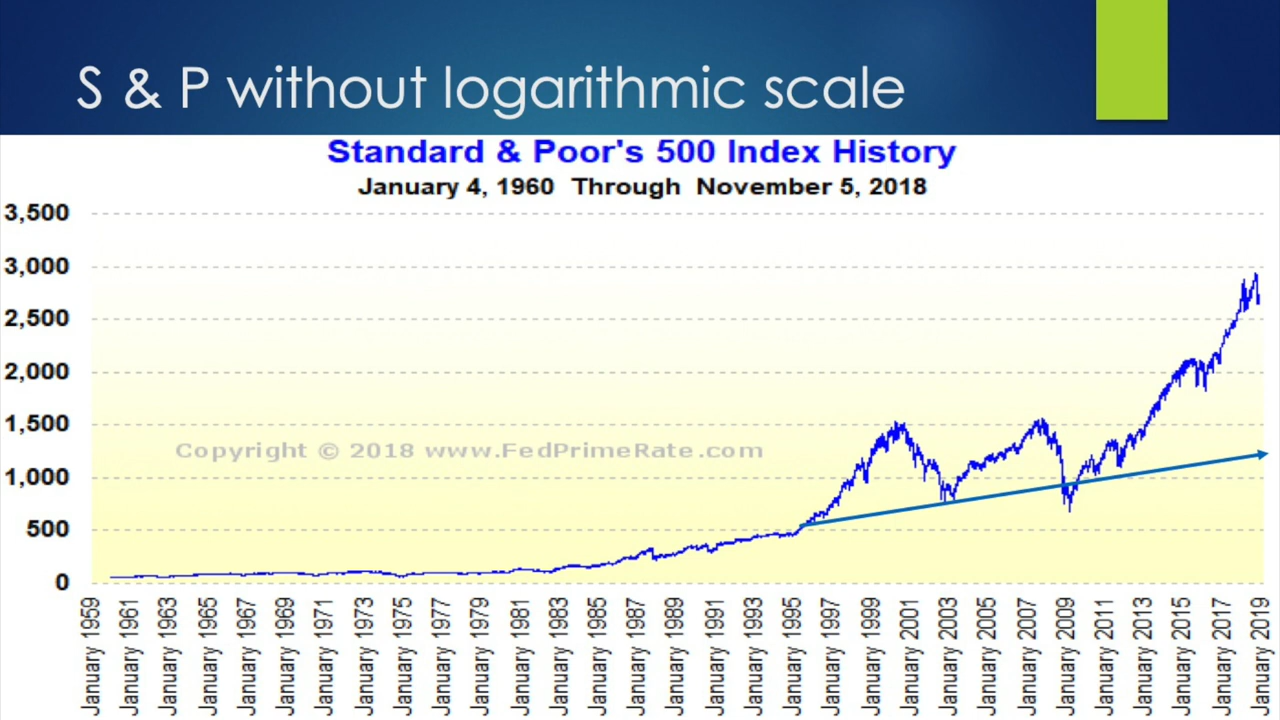 S & P without logarithmic scale
Standard & Poor's 500 Index History
January 4, 1960 Through November 5, 2018
3,500
3,000
2,500
2,000
1,500
1,000
500
0
Copyright © 2018 www.FedPrimeRate.com
January 1959
January 1961
January 1963
January 1965
January 1967
January 1969
January 1971
January 1973
January 1975
January 1977
January 1979
January 1981
January 1983
January 1985
January 1987
January 1989
January 1991
January 1993
January 1995
January 1997
January 1999
January 2001
January 2003
January 2005
January 2007
January 2009
January 2011
January 2013
January 2015
January 2017
January 2019